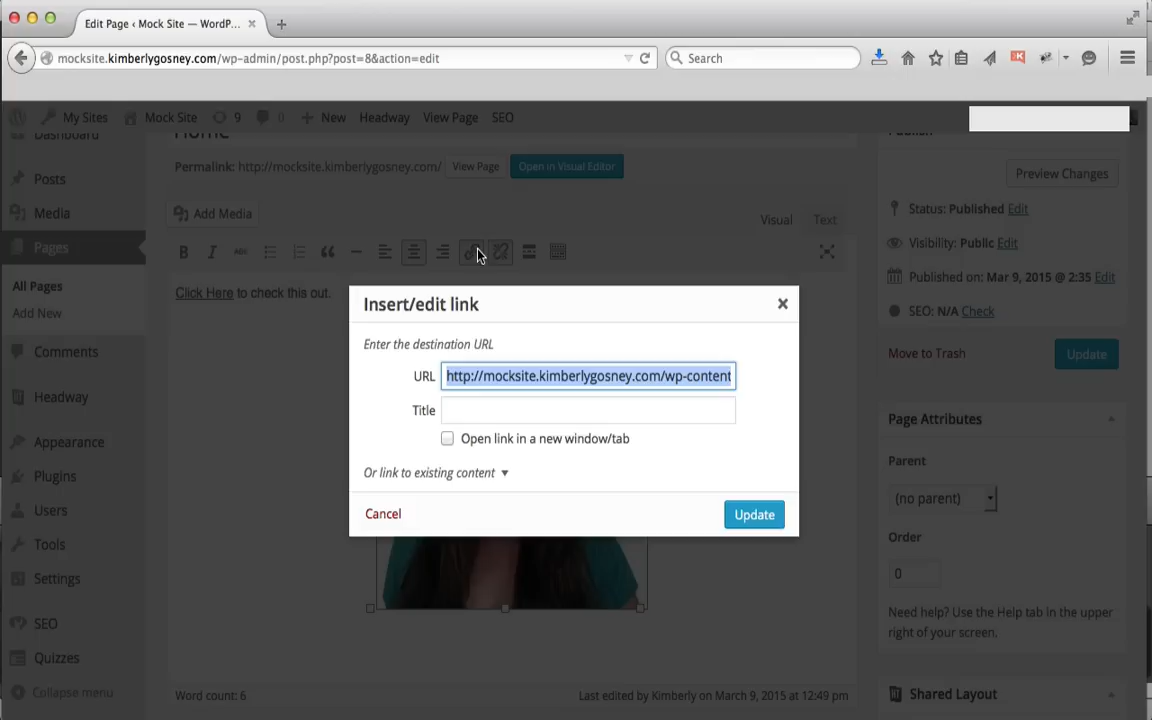 Edit Page ‹ Mock Site — WordP...
mocksite.kimberlygosney.com/wp-admin/post.php?post=8&action=edit
Search
My Sites
Mock Site
9
0
New
Headway
View Page
SEO
Dashboard
Posts
Media
Pages
All Pages
Add New
Comments
Headway
Appearance
Plugins
Users
Tools
Settings
SEO
Quizzes
Collapse menu
Home
Permalink: http://mocksite.kimberlygosney.com/
View Page
Open in Visual Editor
Add Media
Visual
Text
ABC
Click Here to check this out.
Insert/edit link
Enter the destination URL
URL
http://mocksite.kimberlygosney.com/wp-content
Title
Open link in a new window/tab
Or link to existing content
Cancel
Update
Word count: 6
Last edited by Kimberly on March 9, 2015 at 12:49 pm
Publish
Preview Changes
Status: Published Edit
Visibility: Public Edit
Published on: Mar 9, 2015 @ 2:35 Edit
SEO: N/A Check
Move to Trash
Update
Page Attributes
Parent
(no parent)
Order
0
Need help? Use the Help tab in the upper
right of your screen.
Shared Layout